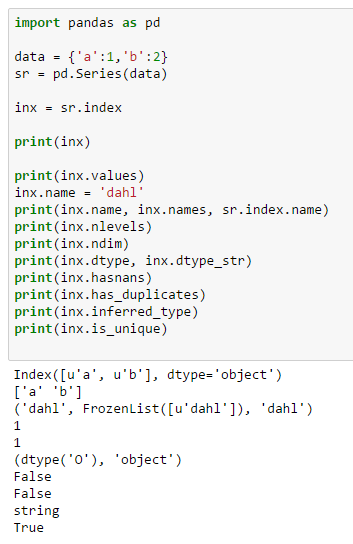 import pandas as pd
data = {'a':1,'b':2}
sr = pd.Series(data)
inx = sr.index
print(inx)
print(inx.values)
inx.name = 'dahl'
print(inx.name, inx.names, sr.index.name)
print(inx.nlevels)
print(inx.ndim)
print(inx.dtype, inx.dtype_str)
print(inx.hasnans)
print(inx.has_duplicates)
print(inx.inferred_type)
print(inx.is_unique)
Index([u'a', u'b'], dtype='object')
['a' 'b']
('dahl', FrozenList([u'dahl']), 'dahl')
1
1
(dtype('O'), 'object')
False
False
string
True